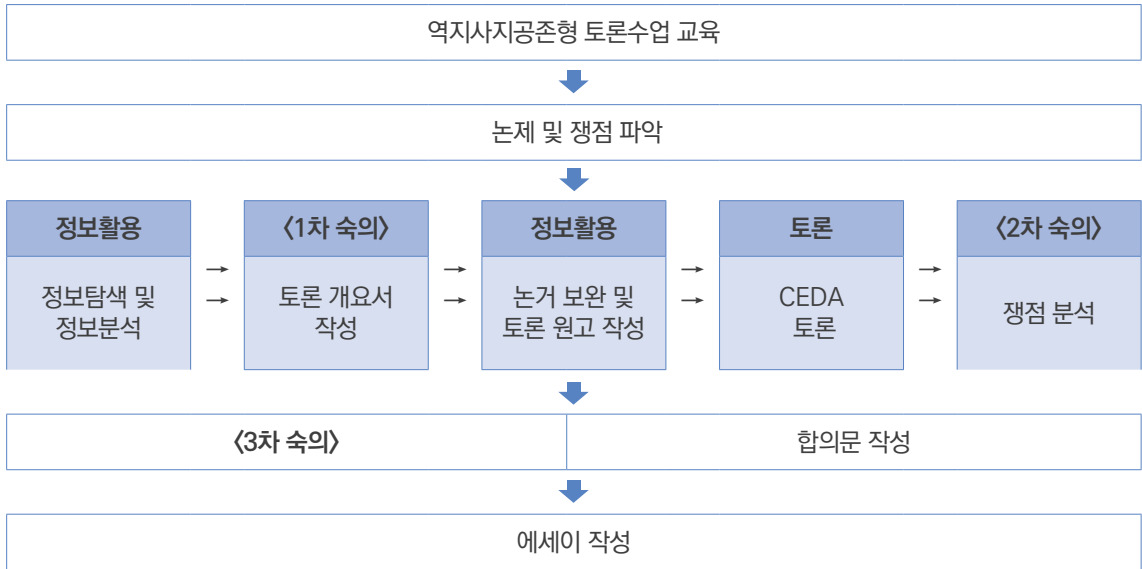 역지사지공존형 토론수업 교육
논제 및 쟁점 파악
정보활용
정보탐색 및
정보분석
→
→
〈1차 숙의〉
토론 개요서
작성
→
→
정보활용
논거 보완 및
토론 원고 작성
→
→
토론
CEDA
토론
→
→
〈2차 숙의〉
쟁점 분석
〈3차 숙의〉
합의문 작성
에세이 작성